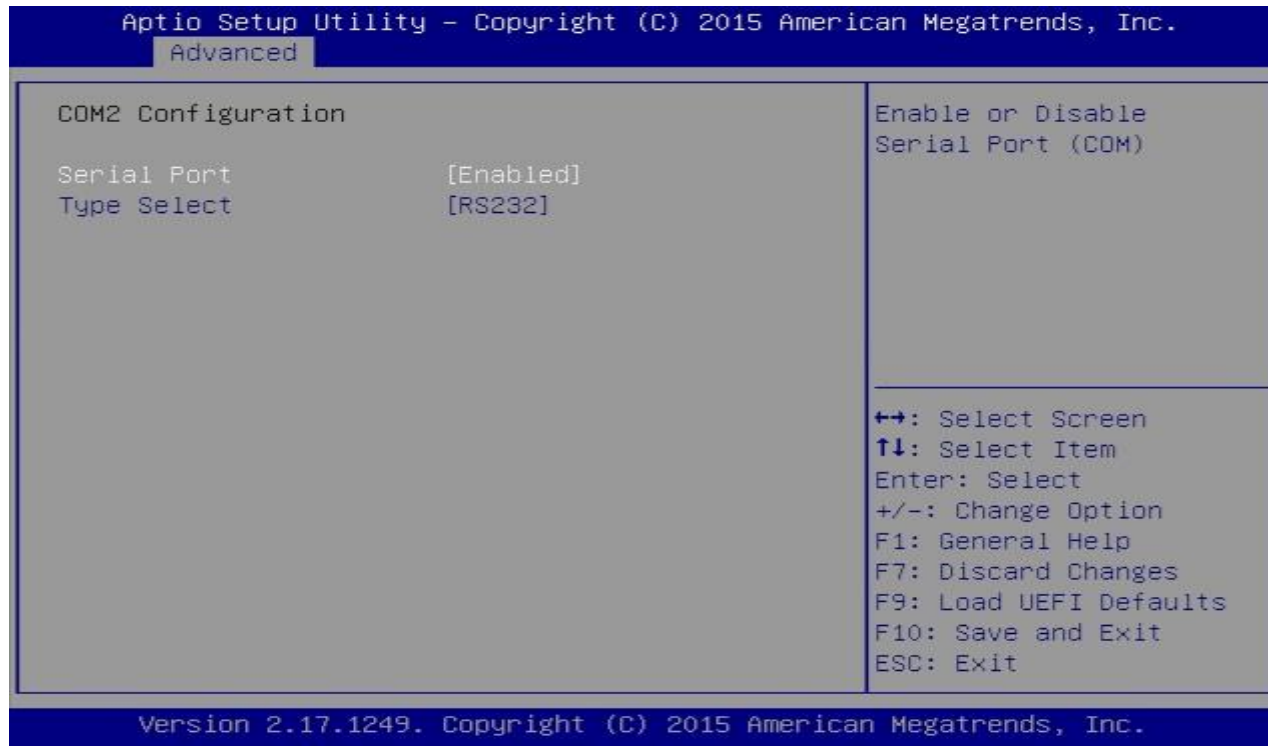 Aptio Setup Utility – Copyright (C) 2015 American Megatrends, Inc.
Advanced
COM2 Configuration
Serial Port [Enabled]
Type Select [RS232]
Enable or Disable
Serial Port (COM)
↔: Select Screen
↑↓: Select Item
Enter: Select
+/-: Change Option
F1: General Help
F7: Discard Changes
F9: Load UEFI Defaults
F10: Save and Exit
ESC: Exit
Version 2.17.1249. Copyright (C) 2015 American Megatrends, Inc.